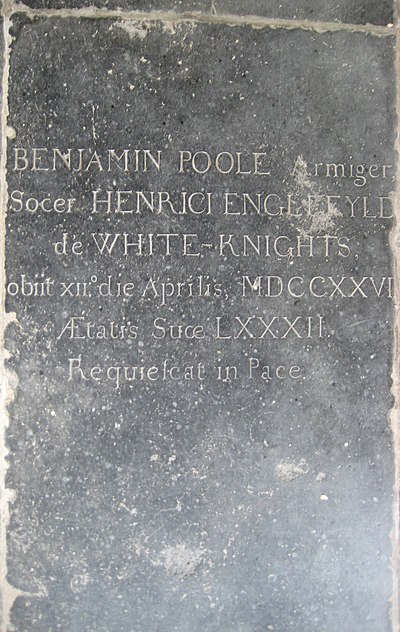 BENJAMIN POOLE Armiger
Socer HENRICI ENGLEFEYLD
de WHITE-KNIGHTS,
obiit XII.º die Aprilis, MDCCXXVI
Ætatis Suæ LXXXII.
Requieſcat in Pace.